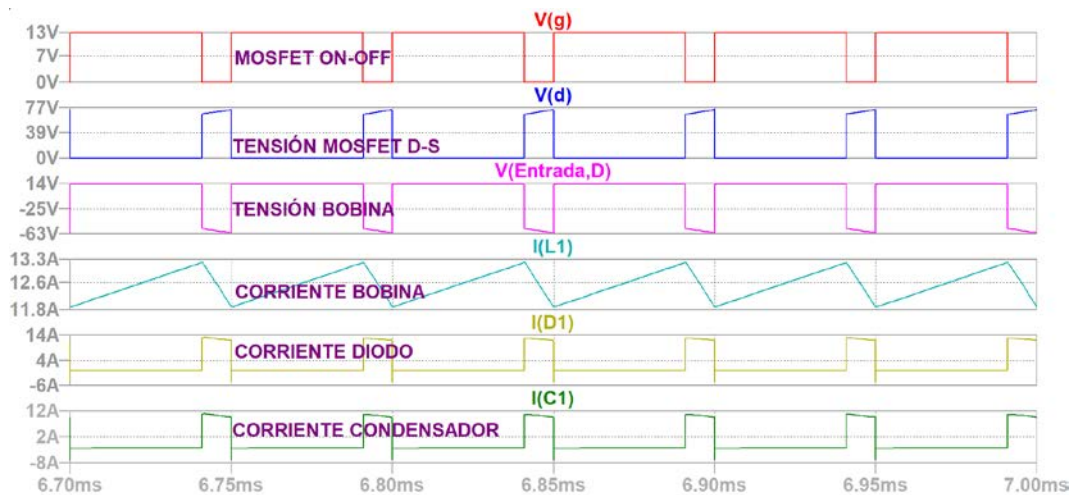 V(g)
13V
7V
0V
MOSFET ON-OFF
V(d)
77V
39V
0V
TENSIÓN MOSFET D-S
V(Entrada,D)
14V
-25V
-63V
TENSIÓN BOBINA
I(L1)
13.3A
12.6A
11.8A
CORRIENTE BOBINA
I(D1)
14A
4A
-6A
CORRIENTE DIODO
I(C1)
12A
2A
-8A
CORRIENTE CONDENSADOR
6.70ms 6.75ms 6.80ms 6.85ms 6.90ms 6.95ms 7.00ms